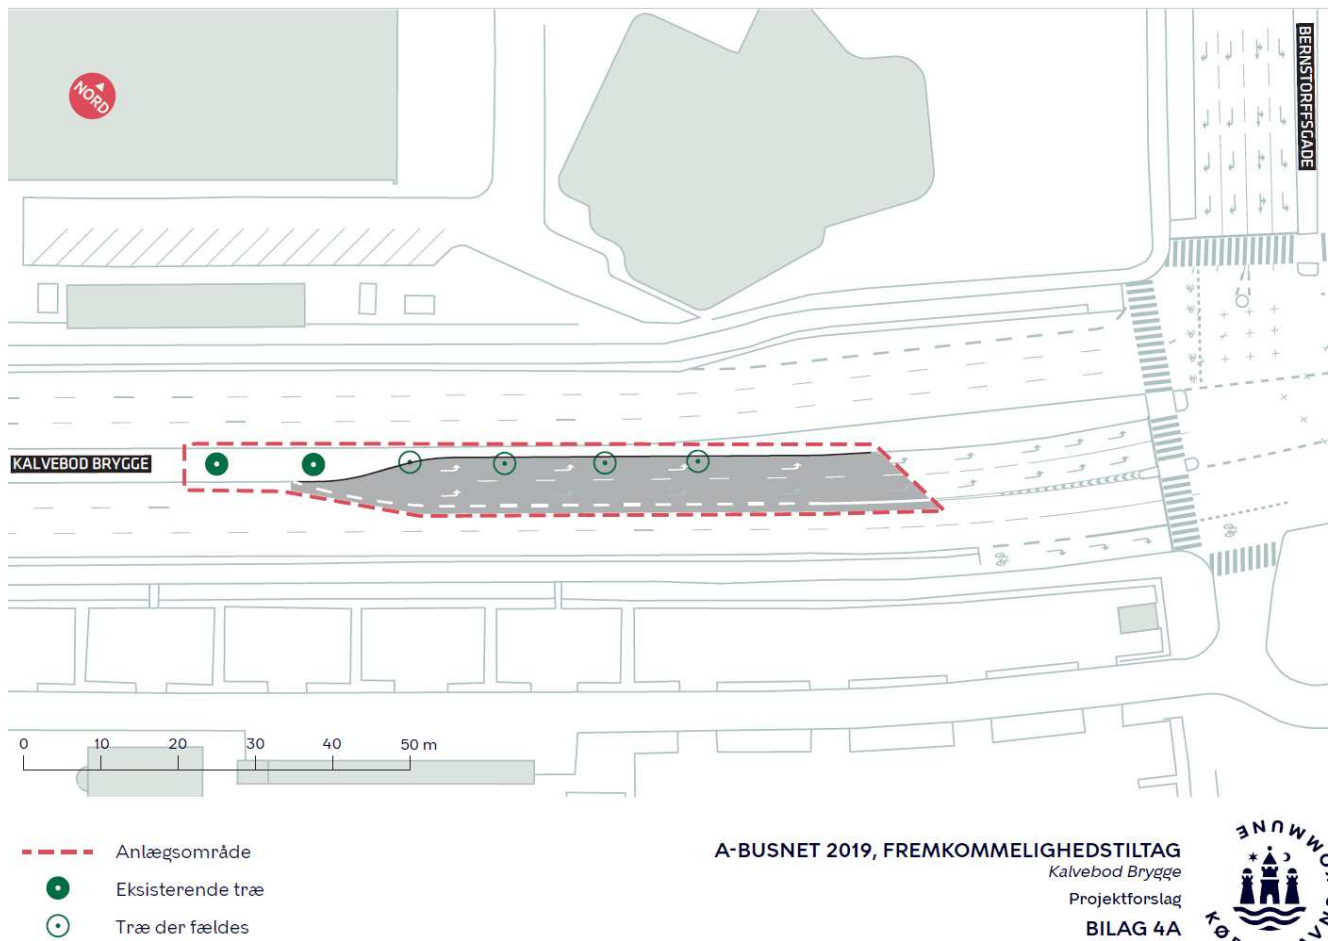 NORD
BERNSTORFFSGADE
KALVEBOD BRYGGE
0 10 20 30 40 50 m
Anlægsområde
Eksisterende træ
Træ der fældes
A-BUSNET 2019, FREMKOMMELIGHEDSTILTAG
Kalvebod Brygge
Projektforslag
BILAG 4A